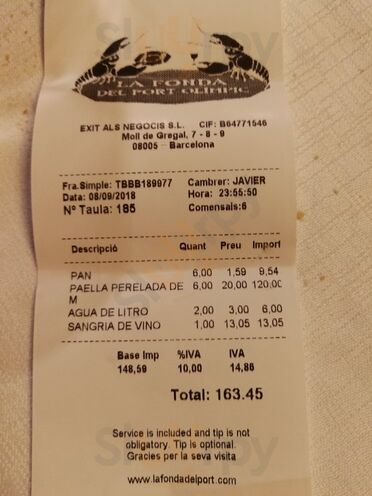 LA FONDA
DEL PORT OLÍMPIC
EXIT ALS NEGOCIS S.L. CIF: B64771546
Moll de Gregal, 7 - 8 - 9
08005 - Barcelona
Fra.Simple: TBBB189977 Cambrer: JAVIER
Data: 08/09/2018 Hora: 23:55:50
Nº Taula: 185 Comensals:6
Descripció Quant Preu Import
PAN 6,00 1,59 9,54
PAELLA PERELADA DE 6,00 20,00 120,00
M
AGUA DE LITRO 2,00 3,00 6,00
SANGRIA DE VINO 1,00 13,05 13,05
Base Imp %IVA IVA
148,59 10,00 14,86
Total: 163.45
Service is included and tip is not
obligatory. Tip is optional.
Gracies per la seva visita
www.lafondadelport.com